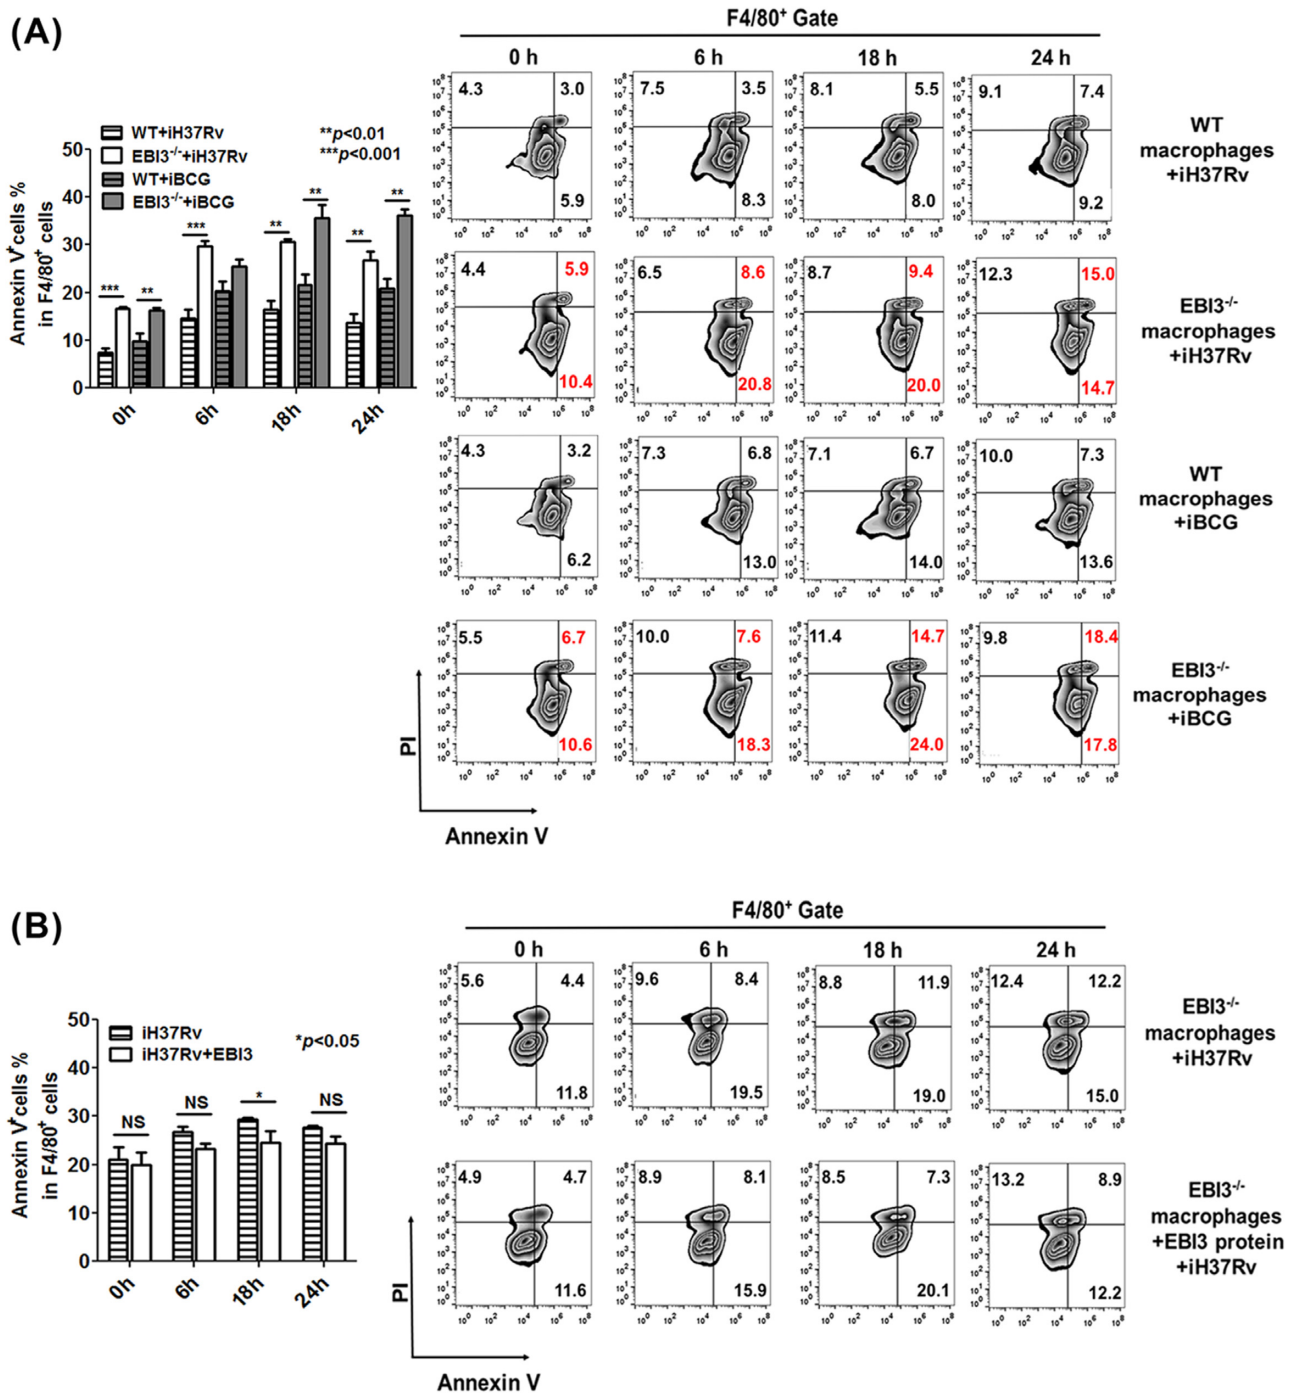 (A)
F4/80+ Gate
0 h 6 h 18 h 24 h
WT+iH37Rv
EBI3-/-+iH37Rv
WT+iBCG
EBI3-/-+iBCG
**p<0.01
***p<0.001
Annexin V+cells %
in F4/80+ cells
50
40
30
20
10
0
*** ** *** ** ** ** **
0h 6h 18h 24h
4.3 3.0 7.5 3.5 8.1 5.5 9.1 7.4
5.9 8.3 8.0 9.2
WT
macrophages
+iH37Rv
4.4 5.9 6.5 8.6 8.7 9.4 12.3 15.0
10.4 20.8 20.0 14.7
EBI3-/-
macrophages
+iH37Rv
4.3 3.2 7.3 6.8 7.1 6.7 10.0 7.3
6.2 13.0 14.0 13.6
WT
macrophages
+iBCG
5.5 6.7 10.0 7.6 11.4 14.7 9.8 18.4
10.6 18.3 24.0 17.8
EBI3-/-
macrophages
+iBCG
PI
Annexin V
(B)
F4/80+ Gate
0 h 6 h 18 h 24 h
iH37Rv
iH37Rv+EBI3
*p<0.05
Annexin V+cells %
in F4/80+ cells
50
40
30
20
10
0
NS NS * NS
0h 6h 18h 24h
5.6 4.4 9.6 8.4 8.8 11.9 12.4 12.2
11.8 19.5 19.0 15.0
EBI3-/-
macrophages
+iH37Rv
4.9 4.7 8.9 8.1 8.5 7.3 13.2 8.9
11.6 15.9 20.1 12.2
EBI3-/-
macrophages
+EBI3 protein
+iH37Rv
PI
Annexin V